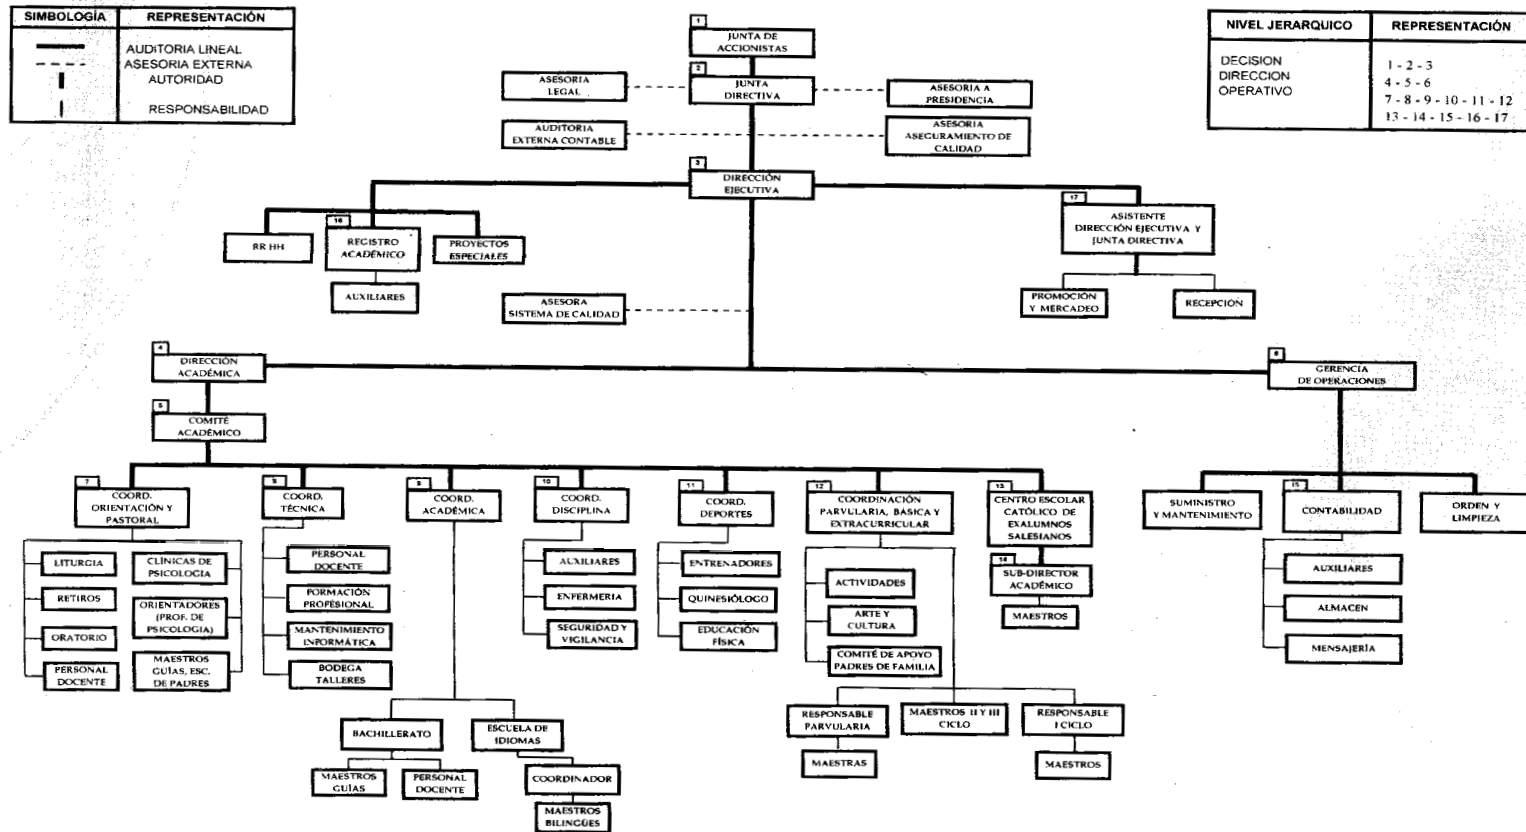 SIMBOLOGÍA
REPRESENTACIÓN
AUDITORIA LINEAL
ASESORIA EXTERNA
AUTORIDAD
RESPONSABILIDAD
NIVEL JERARQUICO
REPRESENTACIÓN
DECISION
1 - 2 - 3
DIRECCION
4 - 5 - 6
OPERATIVO
7 - 8 - 9 - 10 - 11 - 12
13 - 14 - 15 - 16 - 17
1
JUNTA DE
ACCIONISTAS
2
JUNTA
DIRECTIVA
ASESORIA
LEGAL
ASESORIA A
PRESIDENCIA
AUDITORIA
EXTERNA CONTABLE
ASESORIA
ASEGURAMIENTO DE
CALIDAD
3
DIRECCIÓN
EJECUTIVA
RR HH
16
REGISTRO
ACADÉMICO
PROYECTOS
ESPECIALES
AUXILIARES
17
ASISTENTE
DIRECCIÓN EJECUTIVA Y
JUNTA DIRECTIVA
PROMOCIÓN
Y MERCADEO
RECEPCIÓN
ASESORA
SISTEMA DE CALIDAD
4
DIRECCIÓN
ACADÉMICA
6
GERENCIA
DE OPERACIONES
5
COMITÉ
ACADÉMICO
7
COORD.
ORIENTACIÓN Y
PASTORAL
LITURGIA
RETIROS
ORATORIO
PERSONAL
DOCENTE
CLÍNICAS DE
PSICOLOGIA
ORIENTADORES
(PROF. DE
PSICOLOGIA)
MAESTROS
GUÍAS, ESC.
DE PADRES
COORD.
TÉCNICA
PERSONAL
DOCENTE
FORMACIÓN
PROFESIONAL
MANTENIMIENTO
INFORMÁTICA
BODEGA
TALLERES
COORD.
ACADÉMICA
BACHILLERATO
MAESTROS
GUÍAS
PERSONAL
DOCENTE
ESCUELA DE
IDIOMAS
COORDINADOR
MAESTROS
BILINGÜES
10
COORD.
DISCIPLINA
AUXILIARES
ENFERMERIA
SEGURIDAD Y
VIGILANCIA
11
COORD.
DEPORTES
ENTRENADORES
QUINESIÓLOGO
EDUCACIÓN
FÍSICA
12
COORDINACIÓN
PARVULARIA, BÁSICA Y
EXTRACURRICULAR
ACTIVIDADES
ARTE Y
CULTURA
COMITÉ DE APOYO
PADRES DE FAMILIA
RESPONSABLE
PARVULARIA
MAESTRAS
MAESTROS II Y III
CICLO
RESPONSABLE
I CICLO
MAESTROS
13
CENTRO ESCOLAR
CATÓLICO DE
EXALUMNOS
SALESIANOS
14
SUB-DIRECTOR
ACADÉMICO
MAESTROS
SUMINISTRO
Y MANTENIMIENTO
15
CONTABILIDAD
ORDEN Y
LIMPIEZA
AUXILIARES
ALMACEN
MENSAJERÍA